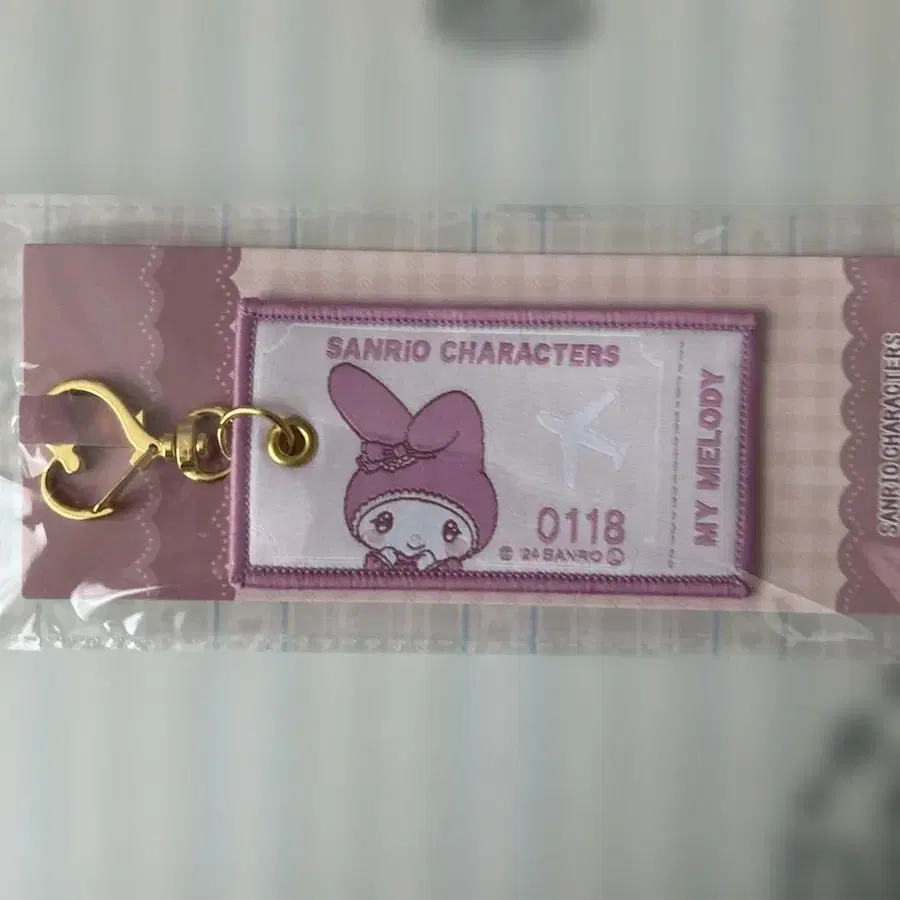 SANRIO CHARACTERS
MY MELODY
0118
© '24 SANRIO Ⓛ
SANRIO CHARACTERS